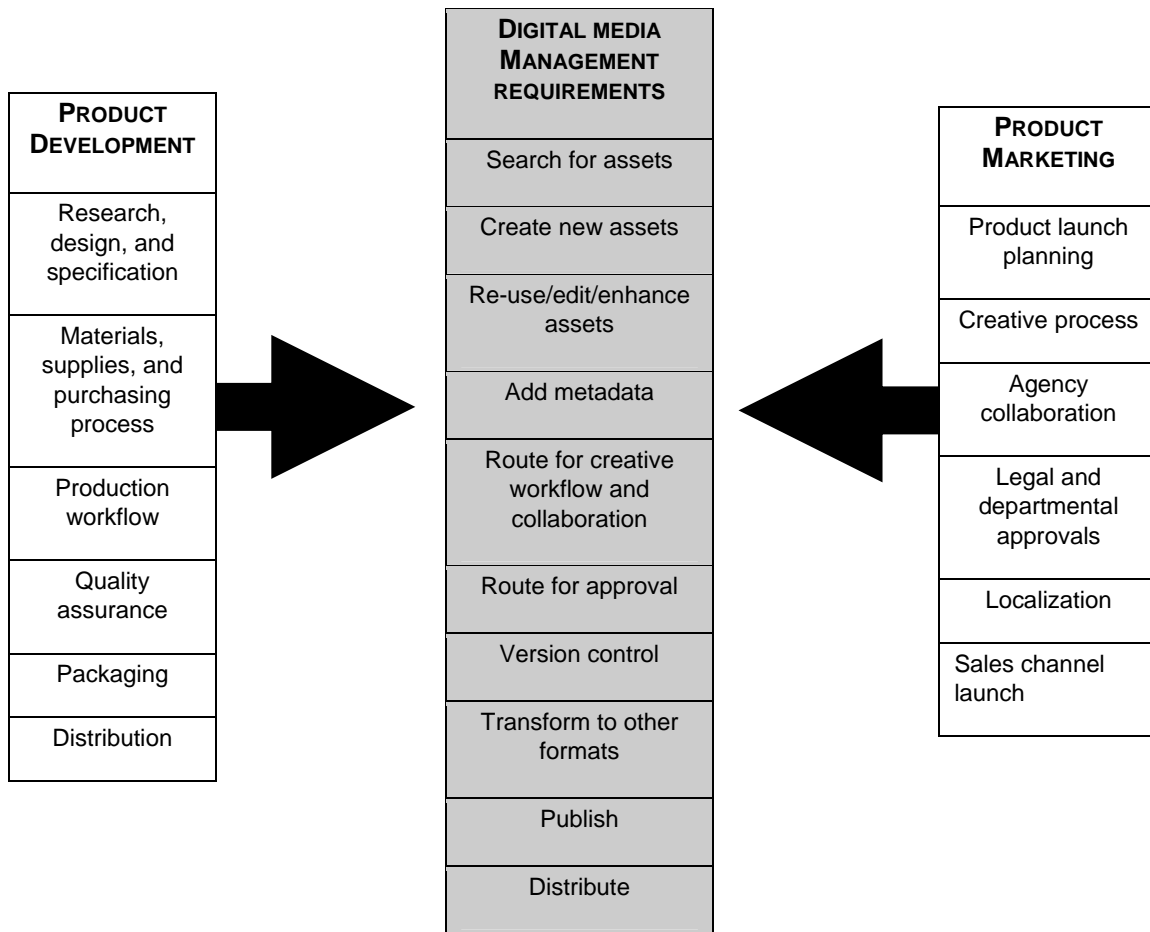 PRODUCT
DEVELOPMENT
Research,
design, and
specification
Materials,
supplies, and
purchasing
process
Production
workflow
Quality
assurance
Packaging
Distribution
DIGITAL MEDIA
MANAGEMENT
REQUIREMENTS
Search for assets
Create new assets
Re-use/edit/enhance
assets
Add metadata
Route for creative
workflow and
collaboration
Route for approval
Version control
Transform to other
formats
Publish
Distribute
PRODUCT
MARKETING
Product launch
planning
Creative process
Agency
collaboration
Legal and
departmental
approvals
Localization
Sales channel
launch